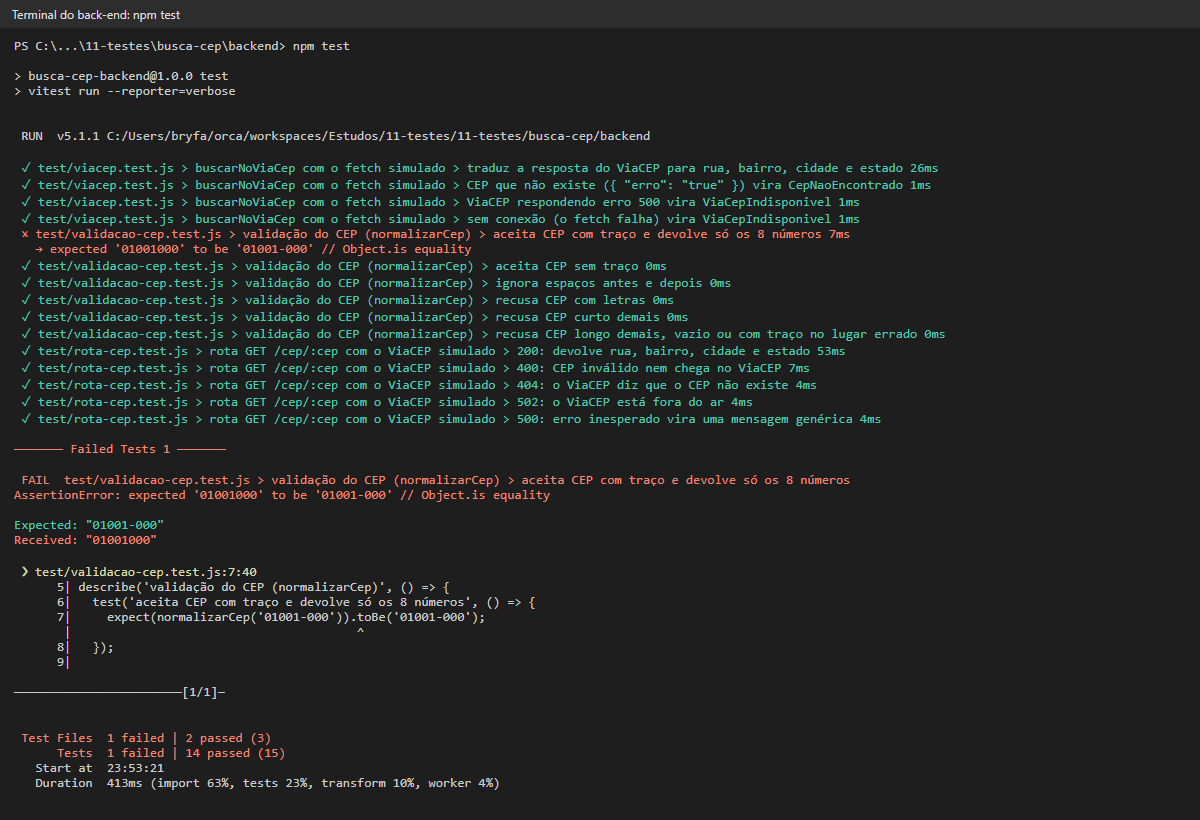 Terminal do back-end: npm test
PS C:\...\11-testes\busca-cep\backend> npm test
> busca-cep-backend@1.0.0 test
> vitest run --reporter=verbose
RUN  v5.1.1 C:/Users/bryfa/orca/workspaces/Estudos/11-testes/11-testes/busca-cep/backend
✓ test/viacep.test.js > buscarNoViaCep com o fetch simulado > traduz a resposta do ViaCEP para rua, bairro, cidade e estado 26ms
✓ test/viacep.test.js > buscarNoViaCep com o fetch simulado > CEP que não existe ({ "erro": "true" }) vira CepNaoEncontrado 1ms
✓ test/viacep.test.js > buscarNoViaCep com o fetch simulado > ViaCEP respondendo erro 500 vira ViaCepIndisponivel 1ms
✓ test/viacep.test.js > buscarNoViaCep com o fetch simulado > sem conexão (o fetch falha) vira ViaCepIndisponivel 1ms
× test/validacao-cep.test.js > validação do CEP (normalizarCep) > aceita CEP com traço e devolve só os 8 números 7ms
→ expected '01001000' to be '01001-000' // Object.is equality
✓ test/validacao-cep.test.js > validação do CEP (normalizarCep) > aceita CEP sem traço 0ms
✓ test/validacao-cep.test.js > validação do CEP (normalizarCep) > ignora espaços antes e depois 0ms
✓ test/validacao-cep.test.js > validação do CEP (normalizarCep) > recusa CEP com letras 0ms
✓ test/validacao-cep.test.js > validação do CEP (normalizarCep) > recusa CEP curto demais 0ms
✓ test/validacao-cep.test.js > validação do CEP (normalizarCep) > recusa CEP longo demais, vazio ou com traço no lugar errado 0ms
✓ test/rota-cep.test.js > rota GET /cep/:cep com o ViaCEP simulado > 200: devolve rua, bairro, cidade e estado 53ms
✓ test/rota-cep.test.js > rota GET /cep/:cep com o ViaCEP simulado > 400: CEP inválido nem chega no ViaCEP 7ms
✓ test/rota-cep.test.js > rota GET /cep/:cep com o ViaCEP simulado > 404: o ViaCEP diz que o CEP não existe 4ms
✓ test/rota-cep.test.js > rota GET /cep/:cep com o ViaCEP simulado > 502: o ViaCEP está fora do ar 4ms
✓ test/rota-cep.test.js > rota GET /cep/:cep com o ViaCEP simulado > 500: erro inesperado vira uma mensagem genérica 4ms
─────── Failed Tests 1 ───────
FAIL  test/validacao-cep.test.js > validação do CEP (normalizarCep) > aceita CEP com traço e devolve só os 8 números
AssertionError: expected '01001000' to be '01001-000' // Object.is equality
Expected: "01001-000"
Received: "01001000"
❯ test/validacao-cep.test.js:7:40
5| describe('validação do CEP (normalizarCep)', () => {
6|   test('aceita CEP com traço e devolve só os 8 números', () => {
7|     expect(normalizarCep('01001-000')).toBe('01001-000');
|                                        ^
8|   });
9|
────────────────────────[1/1]─
Test Files  1 failed | 2 passed (3)
Tests  1 failed | 14 passed (15)
Start at  23:53:21
Duration  413ms (import 63%, tests 23%, transform 10%, worker 4%)